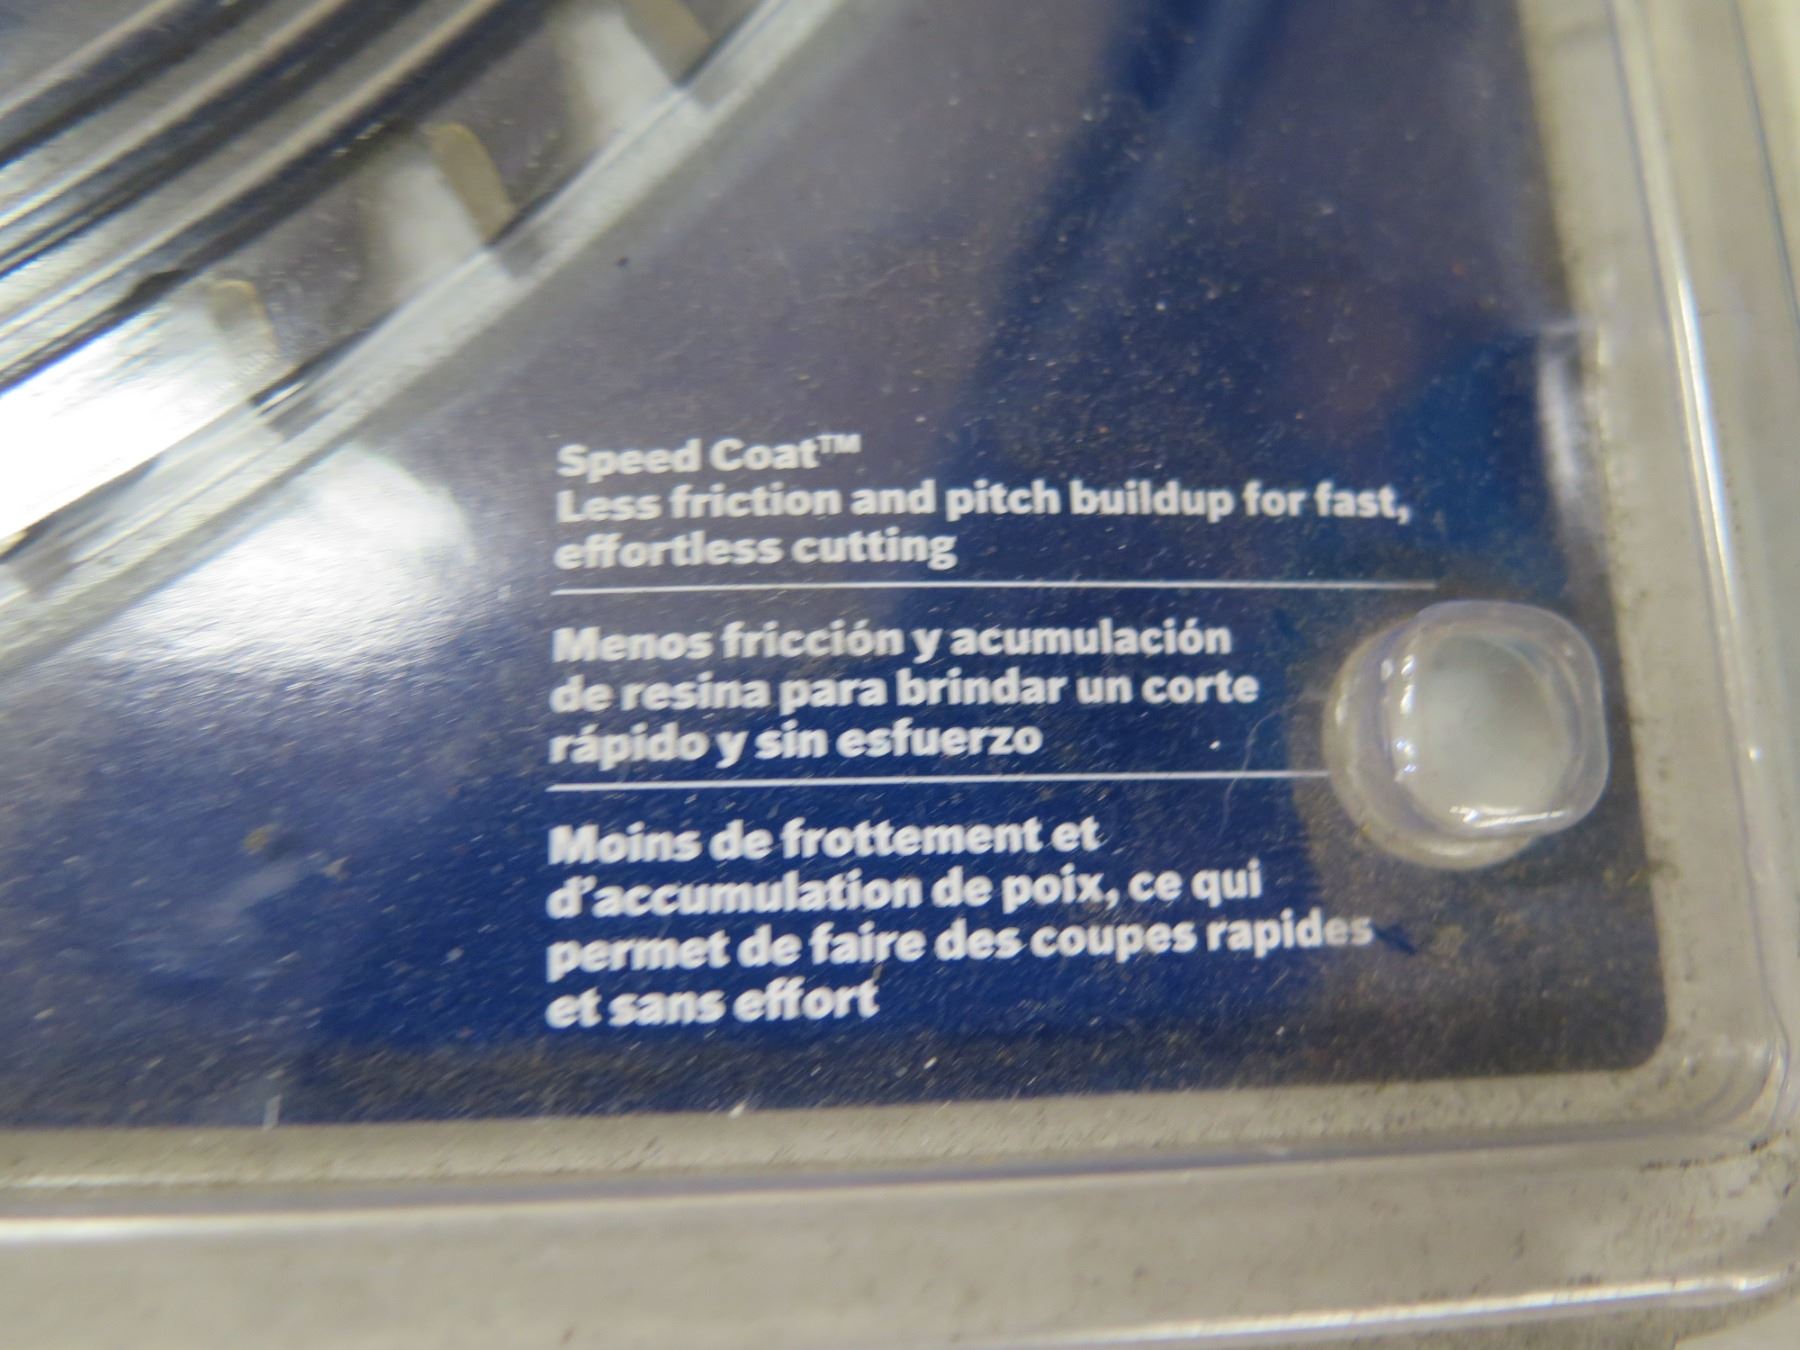 Speed Coat™
Less friction and pitch buildup for fast,
effortless cutting
Menos fricción y acumulación
de resina para brindar un corte
rápido y sin esfuerzo
Moins de frottement et
d'accumulation de poix, ce qui
permet de faire des coupes rapides
et sans effort